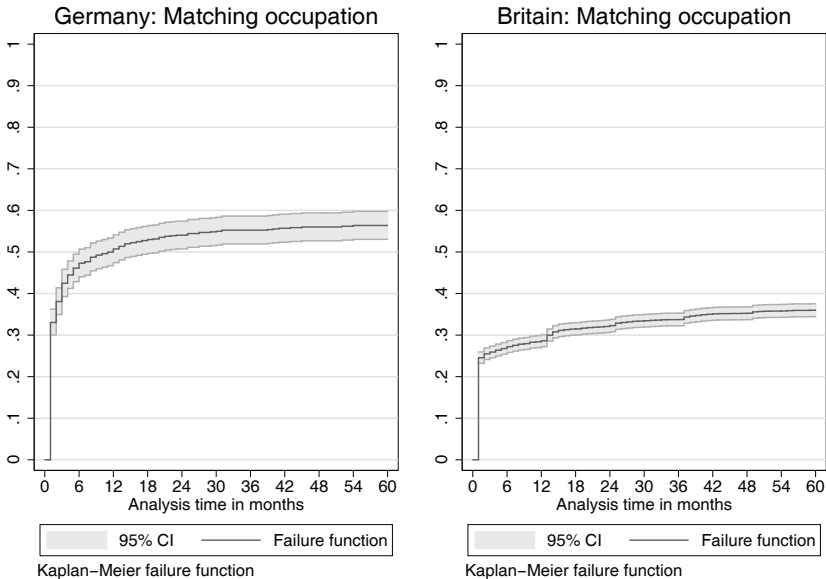 Germany: Matching occupation
1
.9
.8
.7
.6
.5
.4
.3
.2
.1
0
0 6 12 18 24 30 36 42 48 54 60
Analysis time in months
95% CI Failure function
Kaplan−Meier failure function
Britain: Matching occupation
1
.9
.8
.7
.6
.5
.4
.3
.2
.1
0
0 6 12 18 24 30 36 42 48 54 60
Analysis time in months
95% CI Failure function
Kaplan−Meier failure function